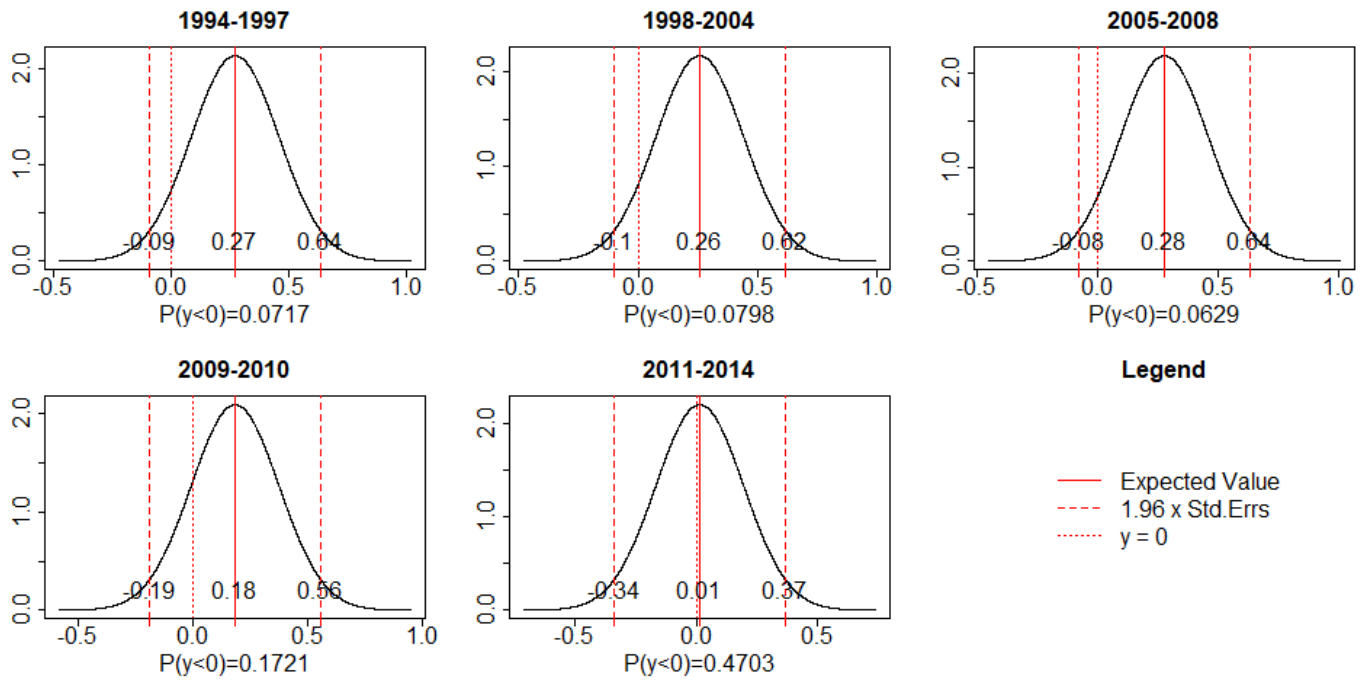 1994-1997
0.0 1.0 2.0
-0.09 0.27 0.64
-0.5 0.0 0.5 1.0
P(y<0)=0.0717
1998-2004
0.0 1.0 2.0
-0.1 0.26 0.62
-0.5 0.0 0.5 1.0
P(y<0)=0.0798
2005-2008
0.0 1.0 2.0
-0.08 0.28 0.64
-0.5 0.0 0.5 1.0
P(y<0)=0.0629
2009-2010
0.0 1.0 2.0
-0.19 0.18 0.56
-0.5 0.0 0.5 1.0
P(y<0)=0.1721
2011-2014
0.0 1.0 2.0
-0.34 0.01 0.37
-0.5 0.0 0.5
P(y<0)=0.4703
Legend
Expected Value
1.96 x Std.Errs
y = 0